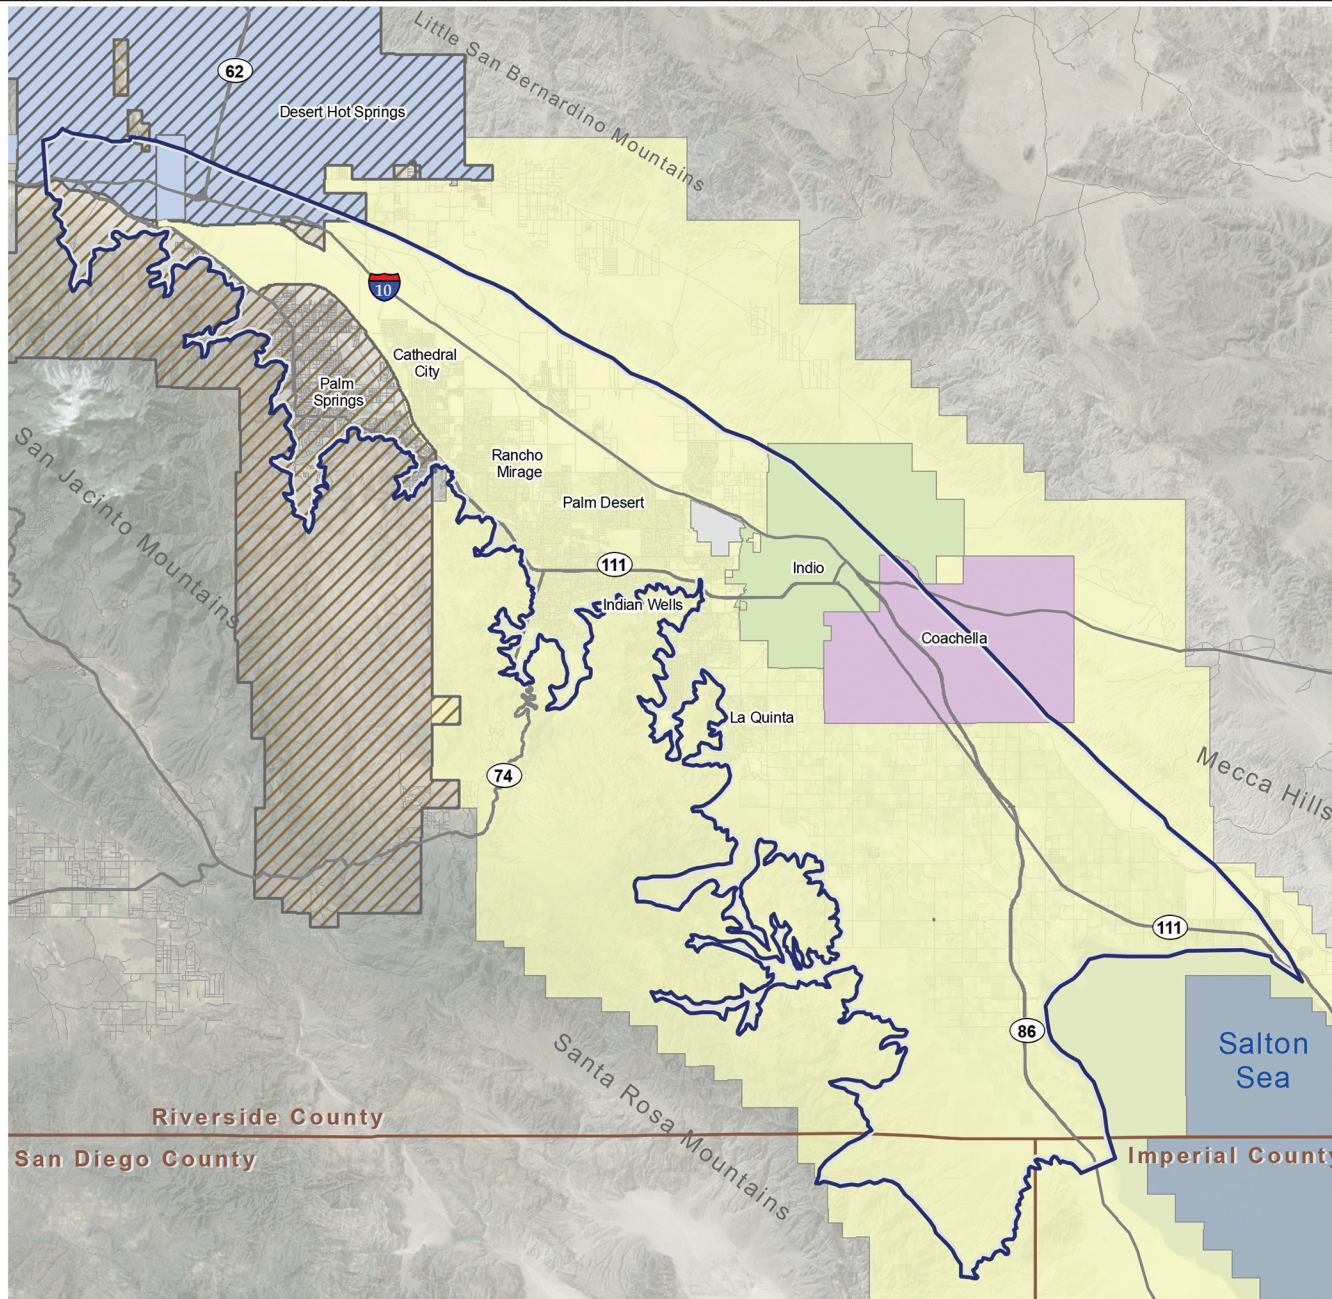 Little San Bernardino Mountains
62
Desert Hot Springs
10
Cathedral
City
Palm
Springs
San Jacinto Mountains
Rancho
Mirage
Palm Desert
111
Indio
Indian Wells
Coachella
La Quinta
74
Mecca Hills
111
86
Salton
Sea
Santa Rosa Mountains
Riverside County
San Diego County
Imperial County